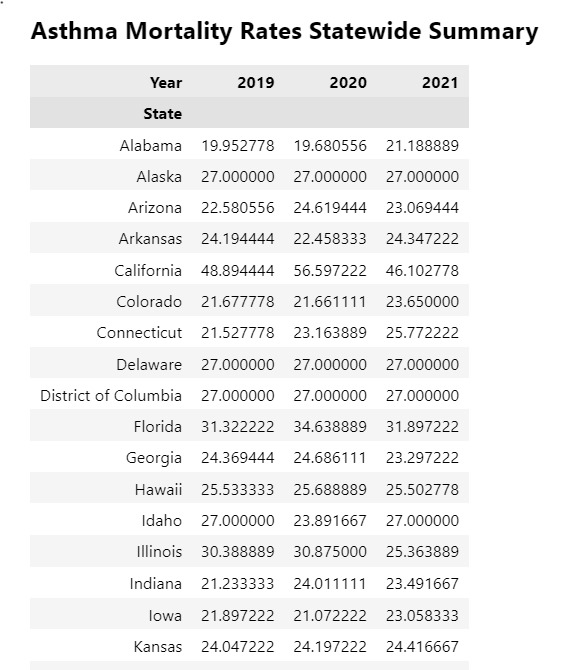 Asthma Mortality Rates Statewide Summary
Year 2019 2020 2021
State
Alabama 19.952778 19.680556 21.188889
Alaska 27.000000 27.000000 27.000000
Arizona 22.580556 24.619444 23.069444
Arkansas 24.194444 22.458333 24.347222
California 48.894444 56.597222 46.102778
Colorado 21.677778 21.661111 23.650000
Connecticut 21.527778 23.163889 25.772222
Delaware 27.000000 27.000000 27.000000
District of Columbia 27.000000 27.000000 27.000000
Florida 31.322222 34.638889 31.897222
Georgia 24.369444 24.686111 23.297222
Hawaii 25.533333 25.688889 25.502778
Idaho 27.000000 23.891667 27.000000
Illinois 30.388889 30.875000 25.363889
Indiana 21.233333 24.011111 23.491667
Iowa 21.897222 21.072222 23.058333
Kansas 24.047222 24.197222 24.416667